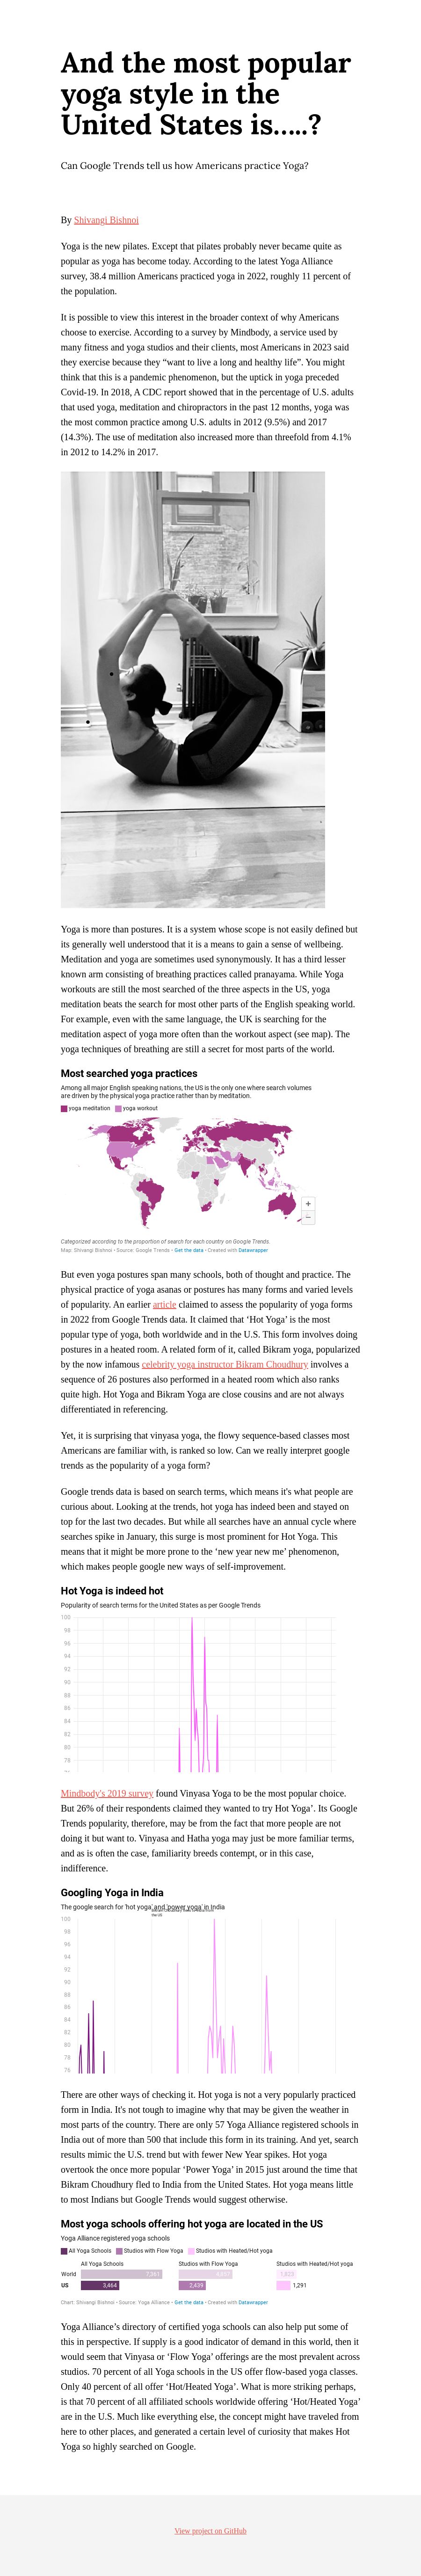 And the most popular
yoga style in the
United States is…..?
Can Google Trends tell us how Americans practice Yoga?
By Shivangi Bishnoi
Yoga is the new pilates. Except that pilates probably never became quite as
popular as yoga has become today. According to the latest Yoga Alliance
survey, 38.4 million Americans practiced yoga in 2022, roughly 11 percent of
the population.
It is possible to view this interest in the broader context of why Americans
choose to exercise. According to a survey by Mindbody, a service used by
many fitness and yoga studios and their clients, most Americans in 2023 said
they exercise because they “want to live a long and healthy life”. You might
think that this is a pandemic phenomenon, but the uptick in yoga preceded
Covid-19. In 2018, A CDC report showed that in the percentage of U.S. adults
that used yoga, meditation and chiropractors in the past 12 months, yoga was
the most common practice among U.S. adults in 2012 (9.5%) and 2017
(14.3%). The use of meditation also increased more than threefold from 4.1%
in 2012 to 14.2% in 2017.
Yoga is more than postures. It is a system whose scope is not easily defined but
its generally well understood that it is a means to gain a sense of wellbeing.
Meditation and yoga are sometimes used synonymously. It has a third lesser
known arm consisting of breathing practices called pranayama. While Yoga
workouts are still the most searched of the three aspects in the US, yoga
meditation beats the search for most other parts of the English speaking world.
For example, even with the same language, the UK is searching for the
meditation aspect of yoga more often than the workout aspect (see map). The
yoga techniques of breathing are still a secret for most parts of the world.
Most searched yoga practices
Among all major English speaking nations, the US is the only one where search volumes
are driven by the physical yoga practice rather than by meditation.
yoga meditation yoga workout
+
−
Categorized according to the proportion of search for each country on Google Trends.
Map: Shivangi Bishnoi • Source: Google Trends • Get the data • Created with Datawrapper
But even yoga postures span many schools, both of thought and practice. The
physical practice of yoga asanas or postures has many forms and varied levels
of popularity. An earlier article claimed to assess the popularity of yoga forms
in 2022 from Google Trends data. It claimed that ‘Hot Yoga’ is the most
popular type of yoga, both worldwide and in the U.S. This form involves doing
postures in a heated room. A related form of it, called Bikram yoga, popularized
by the now infamous celebrity yoga instructor Bikram Choudhury involves a
sequence of 26 postures also performed in a heated room which also ranks
quite high. Hot Yoga and Bikram Yoga are close cousins and are not always
differentiated in referencing.
Yet, it is surprising that vinyasa yoga, the flowy sequence-based classes most
Americans are familiar with, is ranked so low. Can we really interpret google
trends as the popularity of a yoga form?
Google trends data is based on search terms, which means it's what people are
curious about. Looking at the trends, hot yoga has indeed been and stayed on
top for the last two decades. But while all searches have an annual cycle where
searches spike in January, this surge is most prominent for Hot Yoga. This
means that it might be more prone to the ‘new year new me’ phenomenon,
which makes people google new ways of self-improvement.
Hot Yoga is indeed hot
Popularity of search terms for the United States as per Google Trends
100
98
96
94
92
90
88
86
84
82
80
78
Mindbody's 2019 survey found Vinyasa Yoga to be the most popular choice.
But 26% of their respondents claimed they wanted to try Hot Yoga’. Its Google
Trends popularity, therefore, may be from the fact that more people are not
doing it but want to. Vinyasa and Hatha yoga may just be more familiar terms,
and as is often the case, familiarity breeds contempt, or in this case,
indifference.
Googling Yoga in India
The google search for 'hot yoga' and 'power yoga' in India
the US
100
98
96
94
92
90
88
86
84
82
80
78
76
There are other ways of checking it. Hot yoga is not a very popularly practiced
form in India. It's not tough to imagine why that may be given the weather in
most parts of the country. There are only 57 Yoga Alliance registered schools in
India out of more than 500 that include this form in its training. And yet, search
results mimic the U.S. trend but with fewer New Year spikes. Hot yoga
overtook the once more popular ‘Power Yoga’ in 2015 just around the time that
Bikram Choudhury fled to India from the United States. Hot yoga means little
to most Indians but Google Trends would suggest otherwise.
Most yoga schools offering hot yoga are located in the US
Yoga Alliance registered yoga schools
All Yoga Schools Studios with Flow Yoga Studios with Heated/Hot yoga
All Yoga Schools Studios with Flow Yoga Studios with Heated/Hot yoga
World
US 3,464 2,439 1,291
Chart: Shivangi Bishnoi • Source: Yoga Alliance • Get the data • Created with Datawrapper
Yoga Alliance’s directory of certified yoga schools can also help put some of
this in perspective. If supply is a good indicator of demand in this world, then it
would seem that Vinyasa or ‘Flow Yoga’ offerings are the most prevalent across
studios. 70 percent of all Yoga schools in the US offer flow-based yoga classes.
Only 40 percent of all offer ‘Hot/Heated Yoga’. What is more striking perhaps,
is that 70 percent of all affiliated schools worldwide offering ‘Hot/Heated Yoga’
are in the U.S. Much like everything else, the concept might have traveled from
here to other places, and generated a certain level of curiosity that makes Hot
Yoga so highly searched on Google.
View project on GitHub